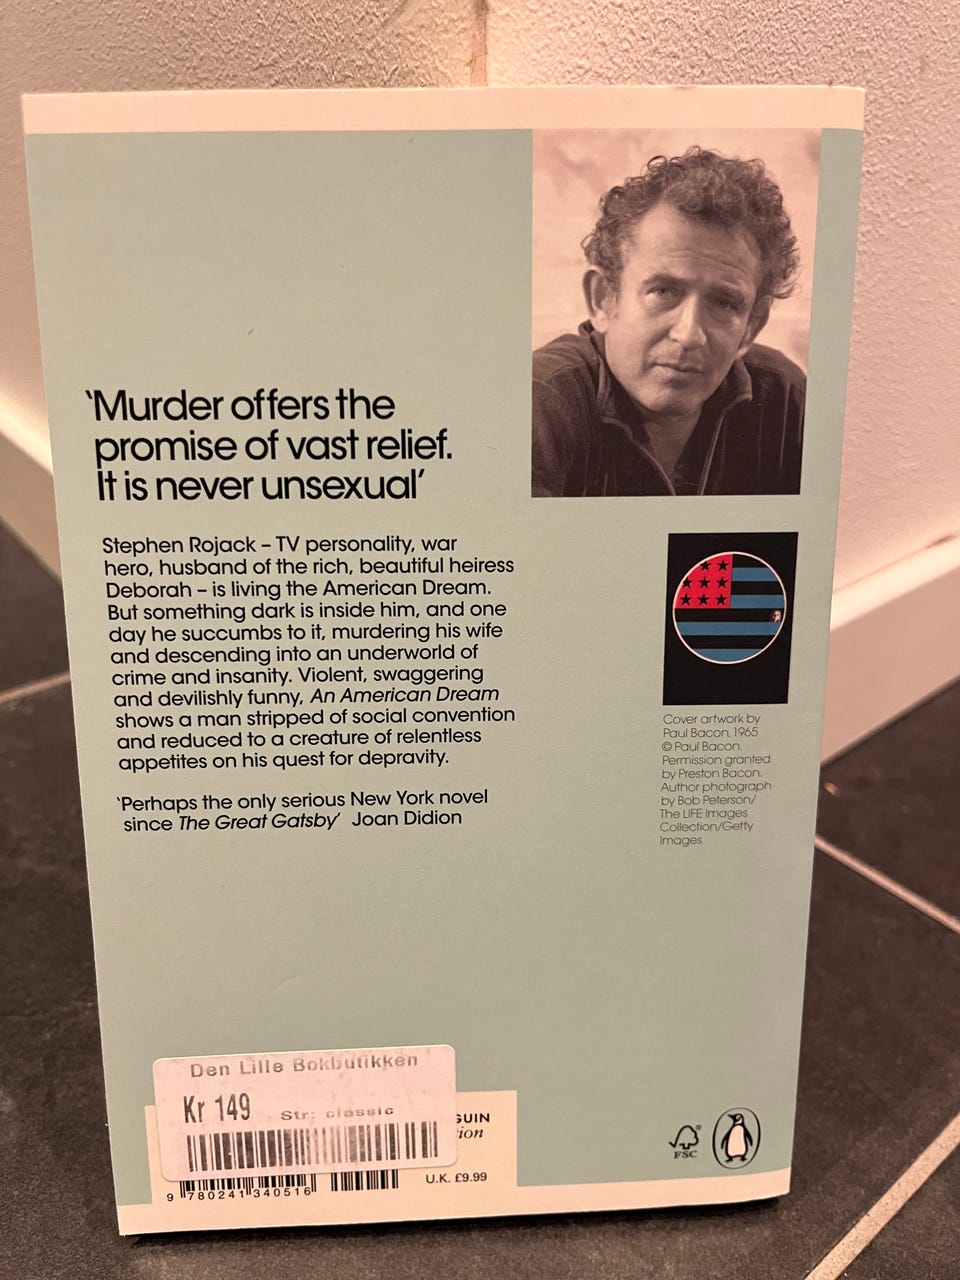 ‘Murder offers the
promise of vast relief.
It is never unsexual’
Stephen Rojack – TV personality, war
hero, husband of the rich, beautiful heiress
Deborah – is living the American Dream.
But something dark is inside him, and one
day he succumbs to it, murdering his wife
and descending into an underworld of
crime and insanity. Violent, swaggering
and devilishly funny, An American Dream
shows a man stripped of social convention
and reduced to a creature of relentless
appetites on his quest for depravity.
‘Perhaps the only serious New York novel
since The Great Gatsby’ Joan Didion
Cover artwork by
Paul Bacon, 1965
© Paul Bacon.
Permission granted
by Preston Bacon.
Author photograph
by Bob Peterson/
The LIFE Images
Collection/Getty
Images
Den Lille Bokbutikken
Kr 149 Str: classic
GUIN
tion
U.K. £9.99
9 780241 340516
FSC®